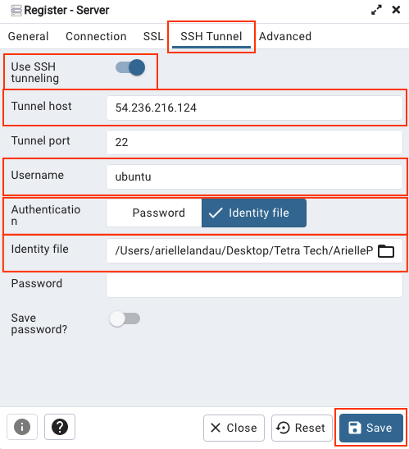 Register - Server
General Connection SSL SSH Tunnel Advanced
Use SSH
tunneling
Tunnel host 54.236.216.124
Tunnel port 22
Username ubuntu
Authenticatio
n
Password Identity file
Identity file /Users/ariellelandau/Desktop/Tetra Tech/ArielleP
Password
Save
password?
i ? Close Reset Save